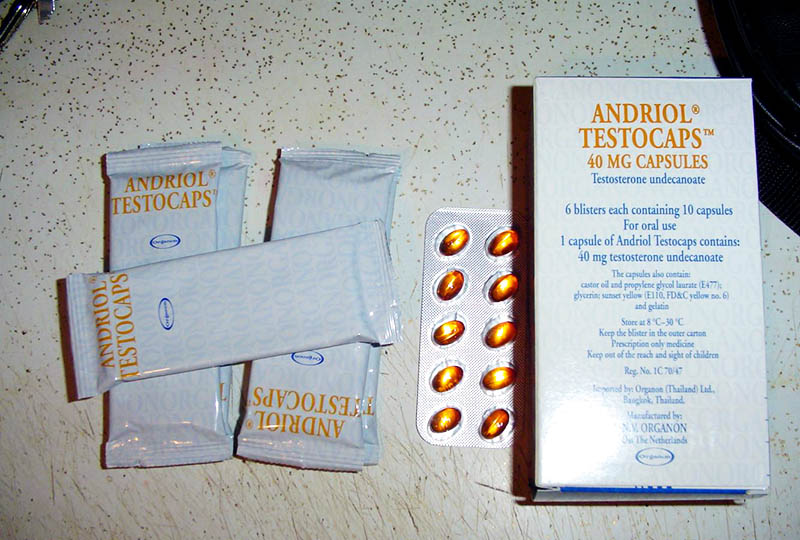 ANDRIOL®
TESTOCAPS™
ANDRIOL®
TESTOCAPS
Organon
Organon
ANDRIOL®
TESTOCAPS
Organon
ANDRIOL®
TESTOCAPS™
40 MG CAPSULES
Testosterone undecanoate
6 blisters each containing 10 capsules
For oral use
1 capsule of Andriol Testocaps contains:
40 mg testosterone undecanoate
The capsules also contain:
castor oil and propylene glycol laurate (E477);
glycerin; sunset yellow (E110, FD&C yellow no. 6)
and gelatin
Store at 8 °C–30 °C
Keep the blister in the outer carton
Prescription only medicine
Keep out of the reach and sight of children
Reg. No. 1C 70/47
Imported by: Organon (Thailand) Ltd.,
Bangkok, Thailand.
Manufactured by:
N.V. ORGANON
Oss The Netherlands
Organon